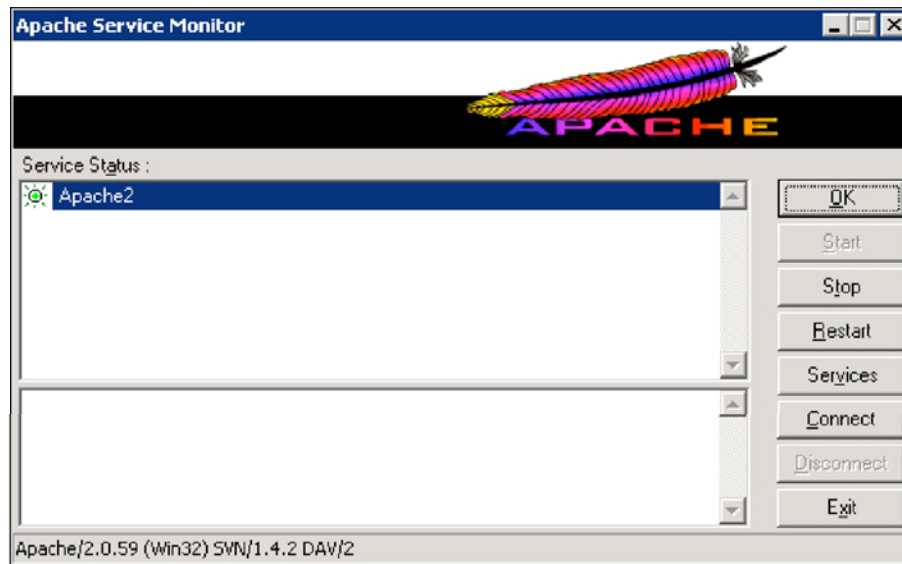 Apache Service Monitor
APACHE
Service Status :
Apache2
OK
Start
Stop
Restart
Services
Connect
Disconnect
Exit
Apache/2.0.59 (Win32) SVN/1.4.2 DAV/2